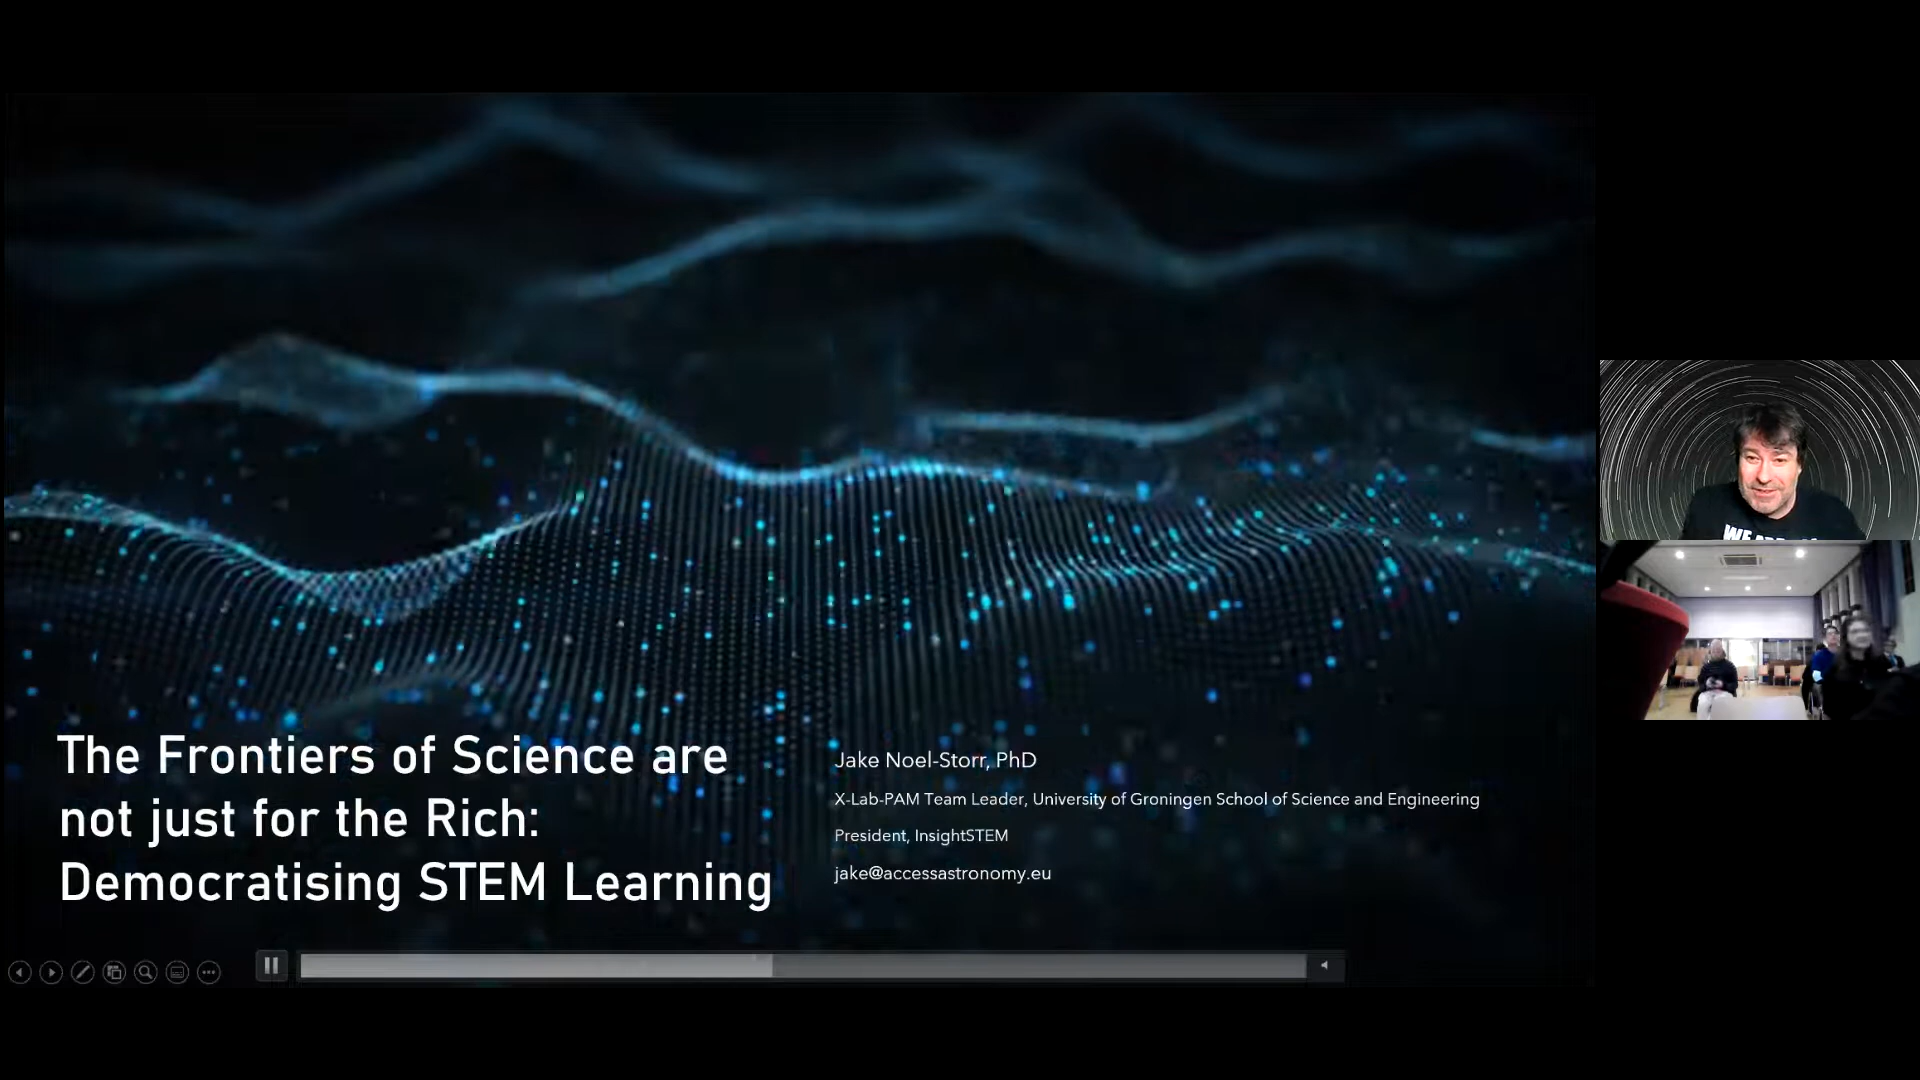 The Frontiers of Science are
not just for the Rich:
Democratising STEM Learning
Jake Noel-Storr, PhD
X-Lab-PAM Team Leader, University of Groningen School of Science and Engineering
President, InsightSTEM
jake@accessastronomy.eu
WE